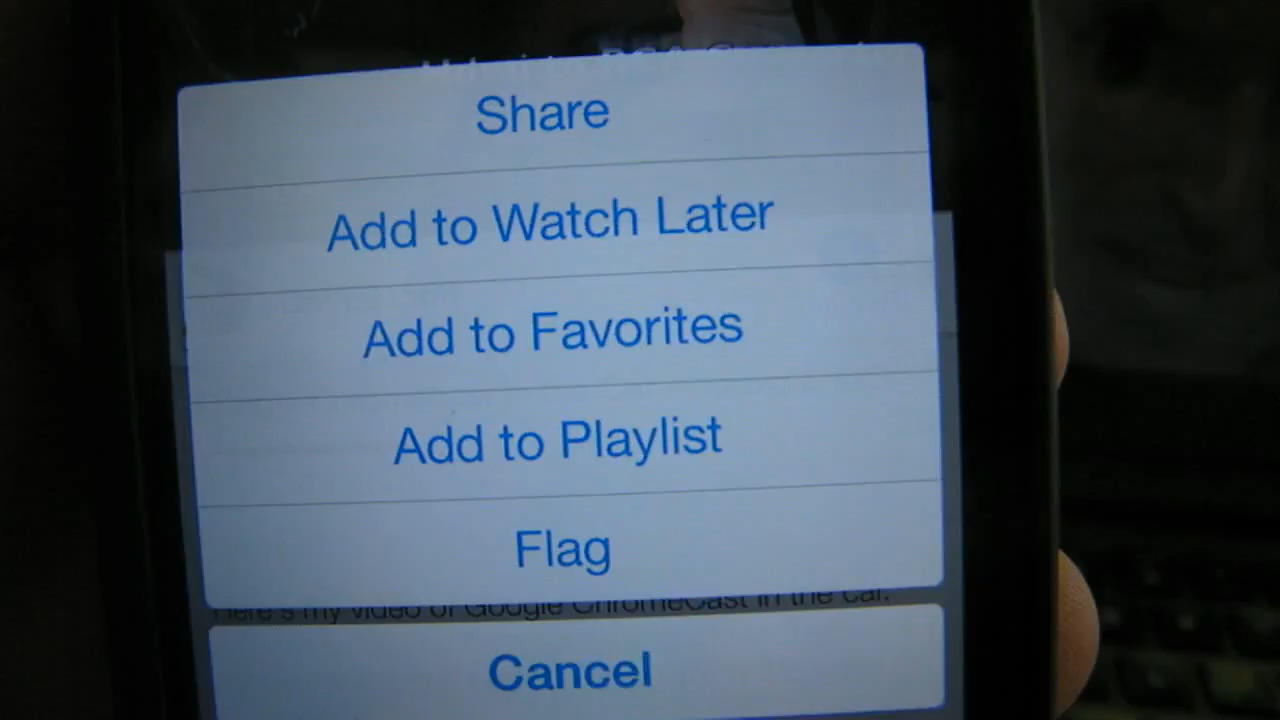 Share
Add to Watch Later
Add to Favorites
Add to Playlist
Flag
Here's my video of Google ChromeCast in the car.
Cancel